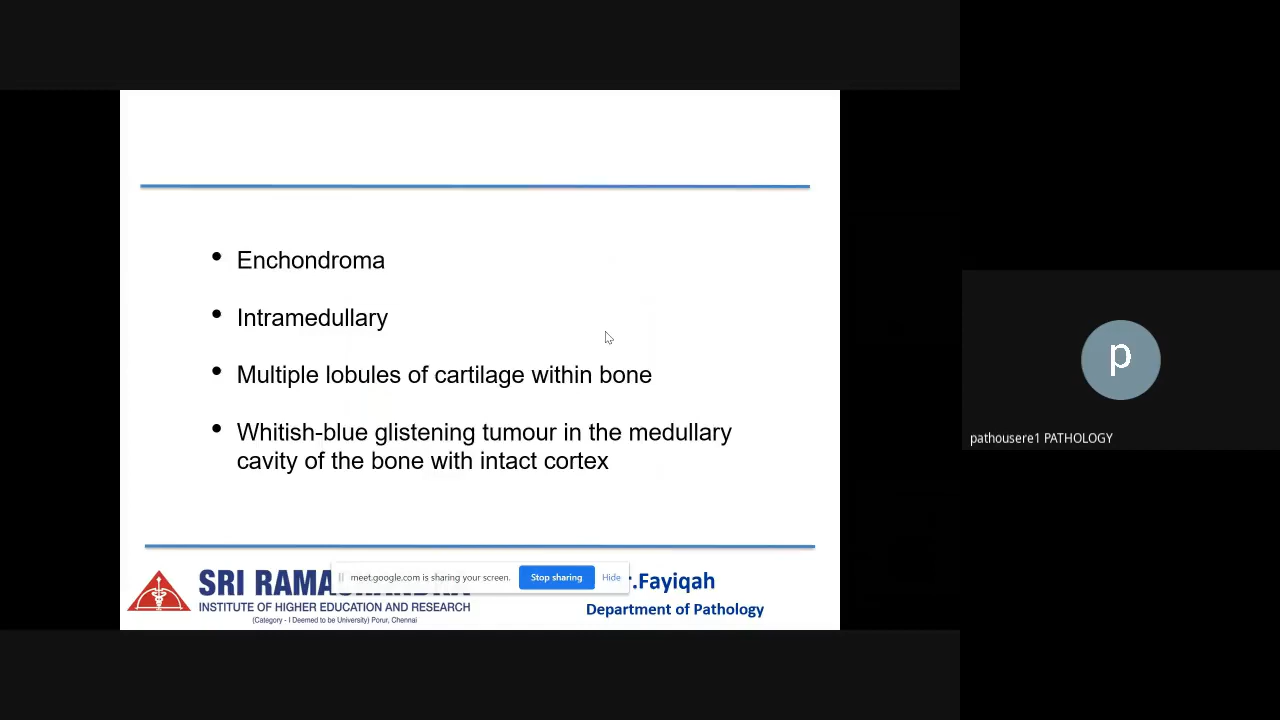 • Enchondroma
• Intramedullary
• Multiple lobules of cartilage within bone
• Whitish-blue glistening tumour in the medullary
cavity of the bone with intact cortex
SRI
meet.google.com is sharing your screen.
Stop sharing
Hide
.Fayiqah
INSTITUTE OF HIGHER EDUCATION AND RESEARCH
(Category - I Deemed to be University) Porur, Chennai
Department of Pathology
p
pathousere1 PATHOLOGY